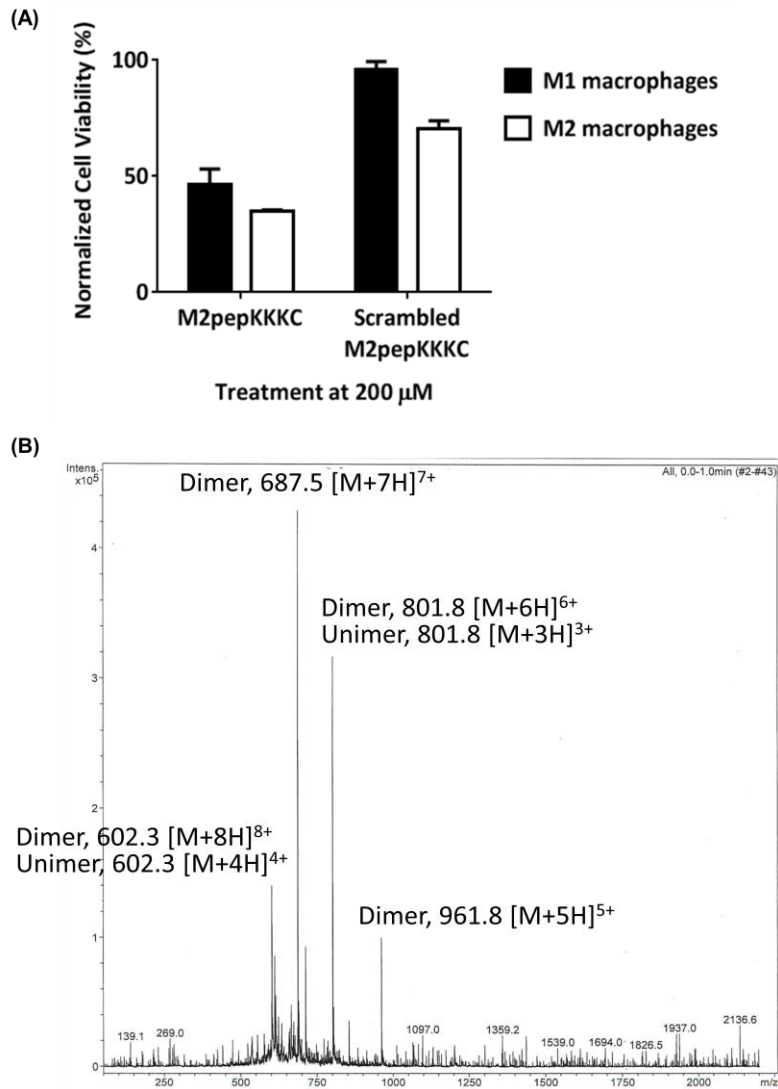 (A)
Normalized Cell Viability (%)
100
50
0
M1 macrophages
M2 macrophages
M2pepKKKC
Scrambled
M2pepKKKC
Treatment at 200 μM
(B)
Intens.
x10⁵
All, 0.0-1.0min (#2-#43)
Dimer, 687.5 [M+7H]⁷⁺
4
Dimer, 801.8 [M+6H]⁶⁺
Unimer, 801.8 [M+3H]³⁺
3
2
Dimer, 602.3 [M+8H]⁸⁺
Unimer, 602.3 [M+4H]⁴⁺
Dimer, 961.8 [M+5H]⁵⁺
1
139.1 269.0 1097.0 1359.2 1539.0 1694.0 1826.5 1937.0 2136.6
0
250 500 750 1000 1250 1500 1750 2000 m/z